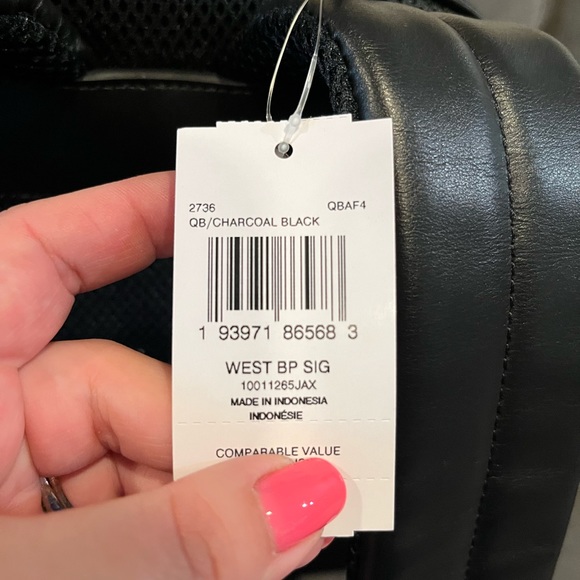 2736 QBAF4
QB/CHARCOAL BLACK
1 93971 86568 3
WEST BP SIG
10011265JAX
MADE IN INDONESIA
INDONÉSIE
COMPARABLE VALUE